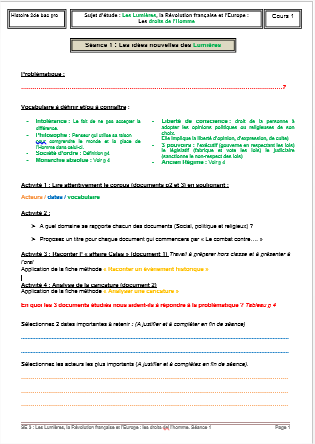 Histoire 2de bac pro
Sujet d'étude : Les Lumières, la Révolution française et l'Europe :
Les droits de l'Homme
Cours 1
Séance 1 : Les idées nouvelles des Lumières
Problématique :
?
Vocabulaire à définir et/ou à connaître :
- Intolérance : Le fait de ne pas accepter la
différence.
- Philosophe : Penseur qui utilise sa raison
pour comprendre le monde et la place de
l'Homme dans celui-ci.
- Société d'ordre : Définition p4
- Monarchie absolue : Voir p 4
- Liberté de conscience : droit de la personne à
adopter les opinions politiques ou religieuses de son
choix.
Elle implique la liberté d'opinion, d'expression, de culte)
- 3 pouvoirs : l'exécutif (gouverne en respectant les lois)
le législatif (fabrique et vote les lois) le judiciaire
(sanctionne le non-respect des lois)
- Ancien Régime : Voir p 4
Activité 1 : Lire attentivement le corpus (documents p2 et 3) en soulignant :
Acteurs / dates / vocabulaire
Activité 2 :
➤ A quel domaine se rapporte chacun des documents (Social, politique et religieux) ?
➤ Proposez un titre pour chaque document qui commencera par « Le combat contre.... »
Activité 3 : Raconter l' « affaire Calas » (document 1) Travail à préparer hors classe et à présenter à
l'oral
Application de la fiche méthode « Raconter un événement historique »
Activité 4 : Analyse de la caricature (document 2)
Application de la fiche méthode « Analyser une caricature »
En quoi les 3 documents étudiés nous aident-ils à répondre à la problématique ? Tableau p 4
Sélectionnez 2 dates importantes à retenir : (A justifier et à compléter en fin de séance)
Sélectionnez les acteurs les plus importants (A justifier et à complétez en fin de séance).
SE 3 : Les Lumières, la Révolution française et l'Europe : les droits de l'homme. Séance 1
Page 1